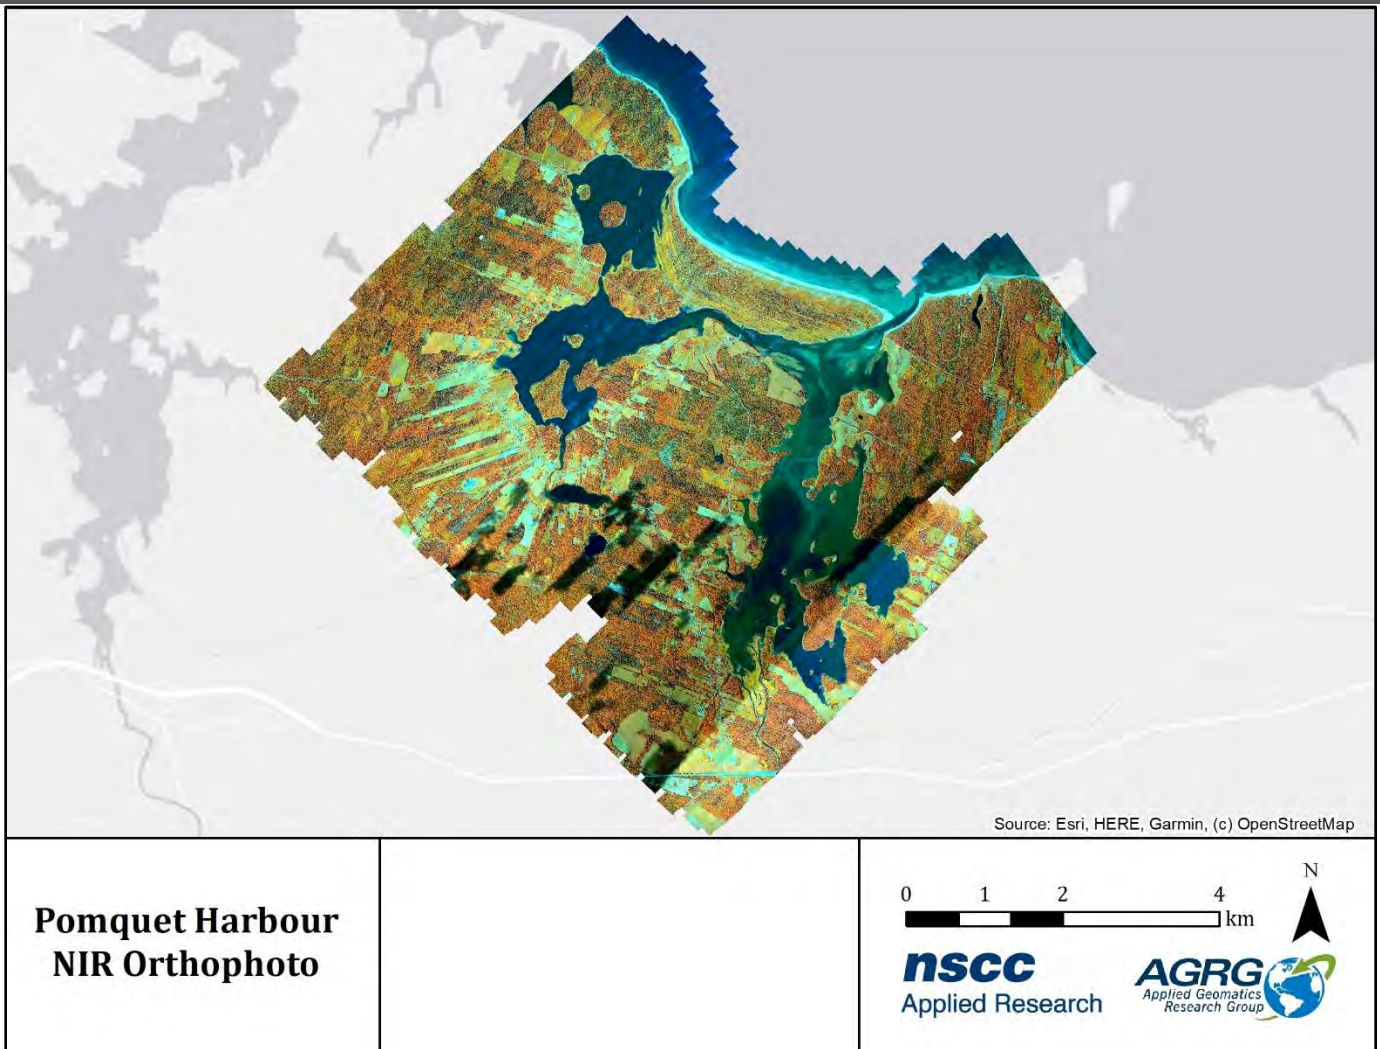 Source: Esri, HERE, Garmin, (c) OpenStreetMap
Pomquet Harbour
NIR Orthophoto
0 1 2 4
km
N
nscc
Applied Research
AGRG
Applied Geomatics
Research Group